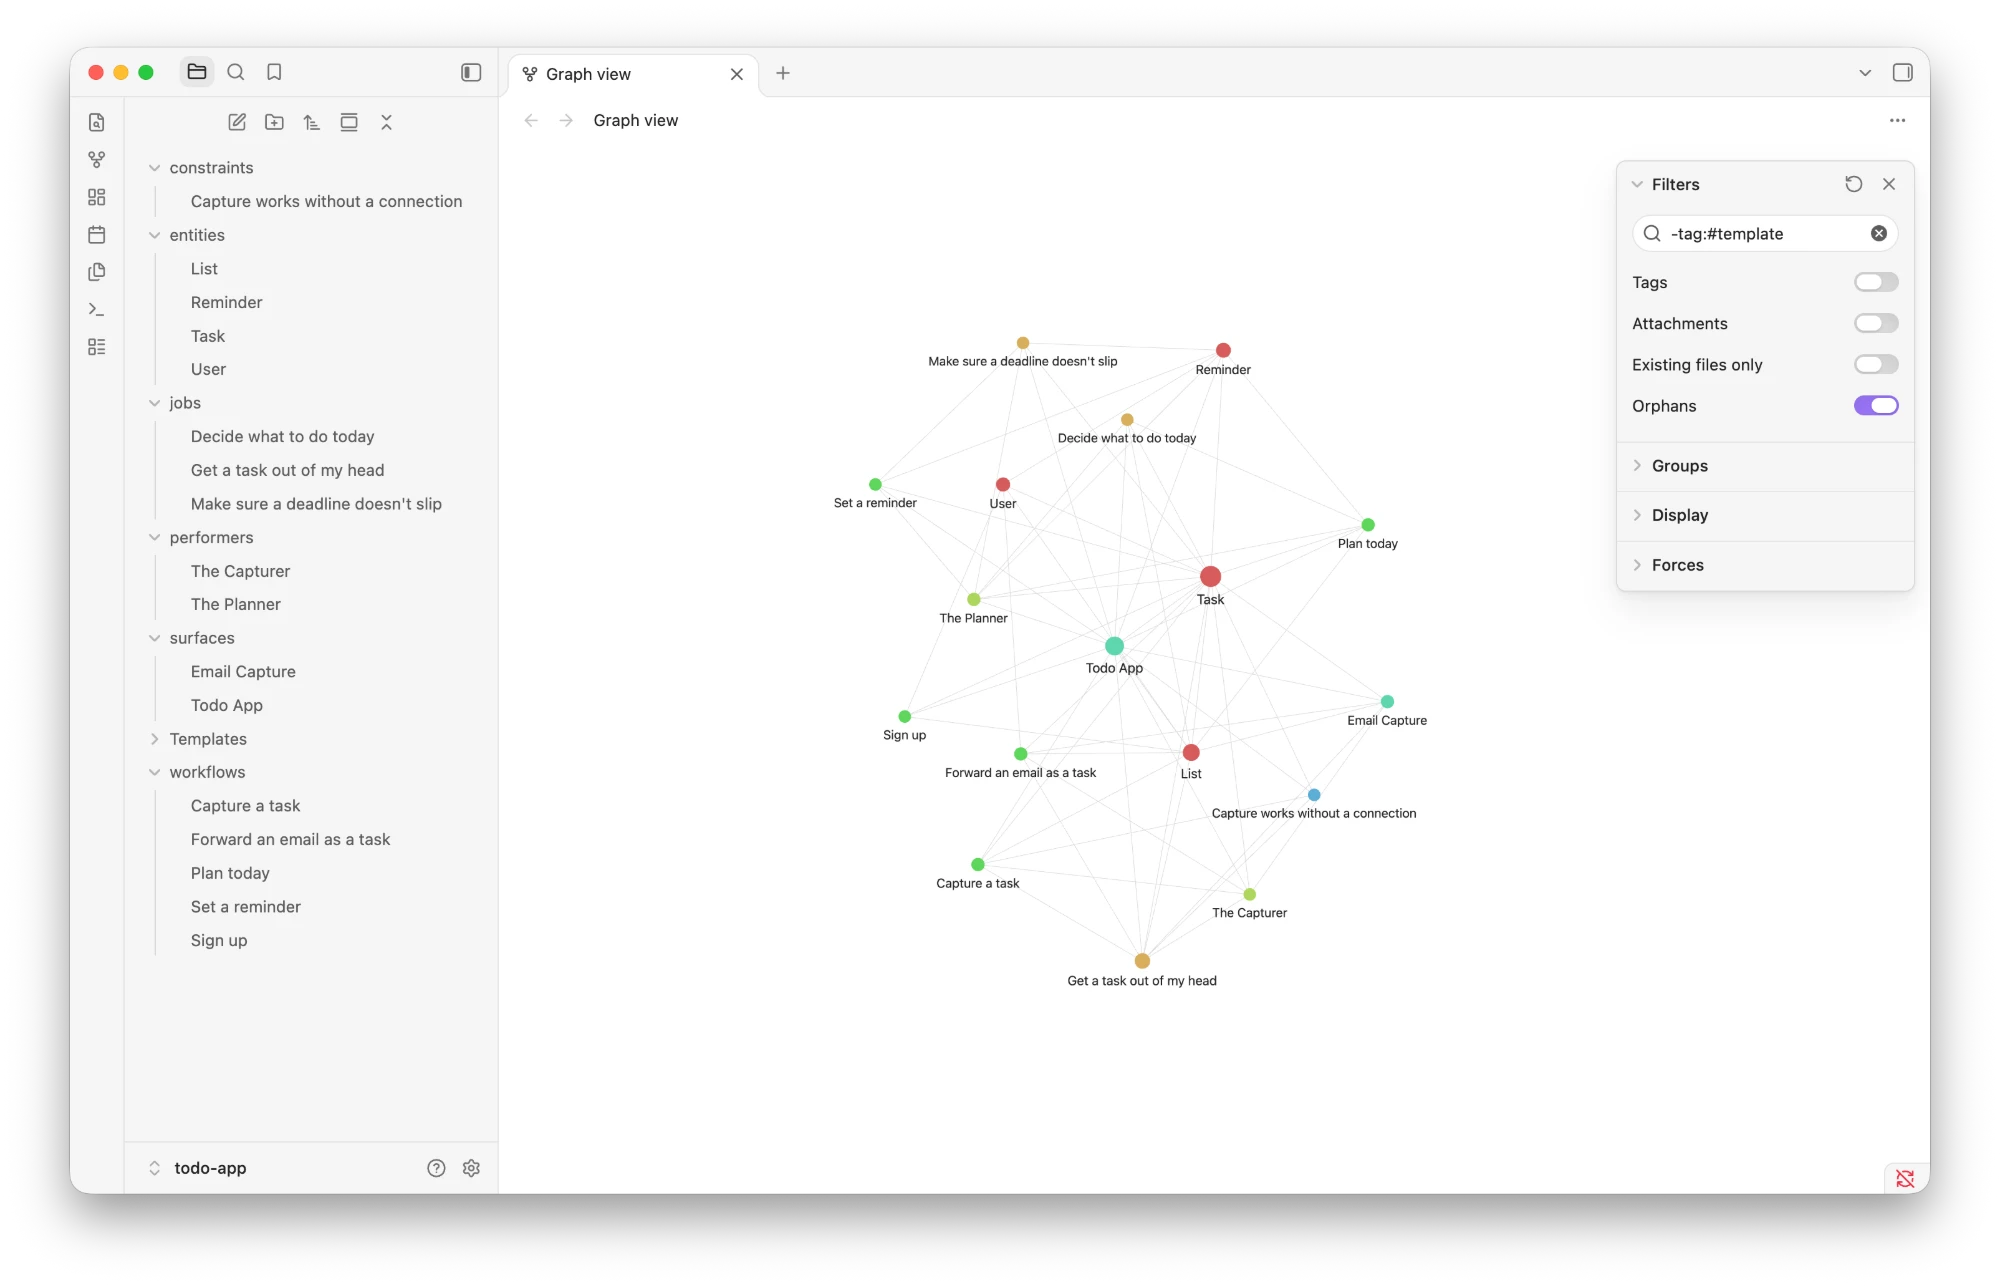 Graph view
Graph view
constraints
Capture works without a connection
entities
List
Reminder
Task
User
jobs
Decide what to do today
Get a task out of my head
Make sure a deadline doesn't slip
performers
The Capturer
The Planner
surfaces
Email Capture
Todo App
Templates
workflows
Capture a task
Forward an email as a task
Plan today
Set a reminder
Sign up
todo-app
Make sure a deadline doesn't slip
Reminder
Decide what to do today
Set a reminder
User
Plan today
Task
The Planner
Todo App
Email Capture
Sign up
Forward an email as a task
List
Capture works without a connection
Capture a task
The Capturer
Get a task out of my head
Filters
-tag:#template
Tags
Attachments
Existing files only
Orphans
Groups
Display
Forces